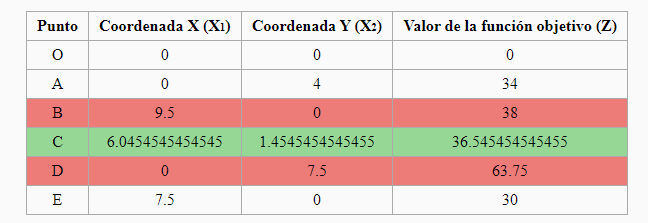 Punto Coordenada X (X1) Coordenada Y (X2) Valor de la función objetivo (Z)
O 0 0 0
A 0 4 34
B 9.5 0 38
C 6.0454545454545 1.4545454545455 36.545454545455
D 0 7.5 63.75
E 7.5 0 30